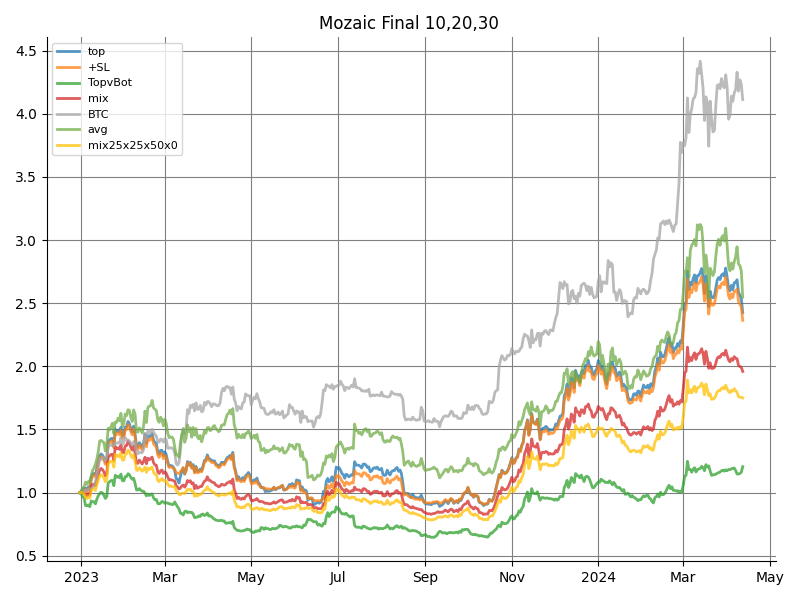 Mozaic Final 10,20,30
4.5
4.0
3.5
3.0
2.5
2.0
1.5
1.0
0.5
top
+SL
TopvBot
mix
BTC
avg
mix25x25x50x0
2023
Mar
May
Jul
Sep
Nov
2024
Mar
May